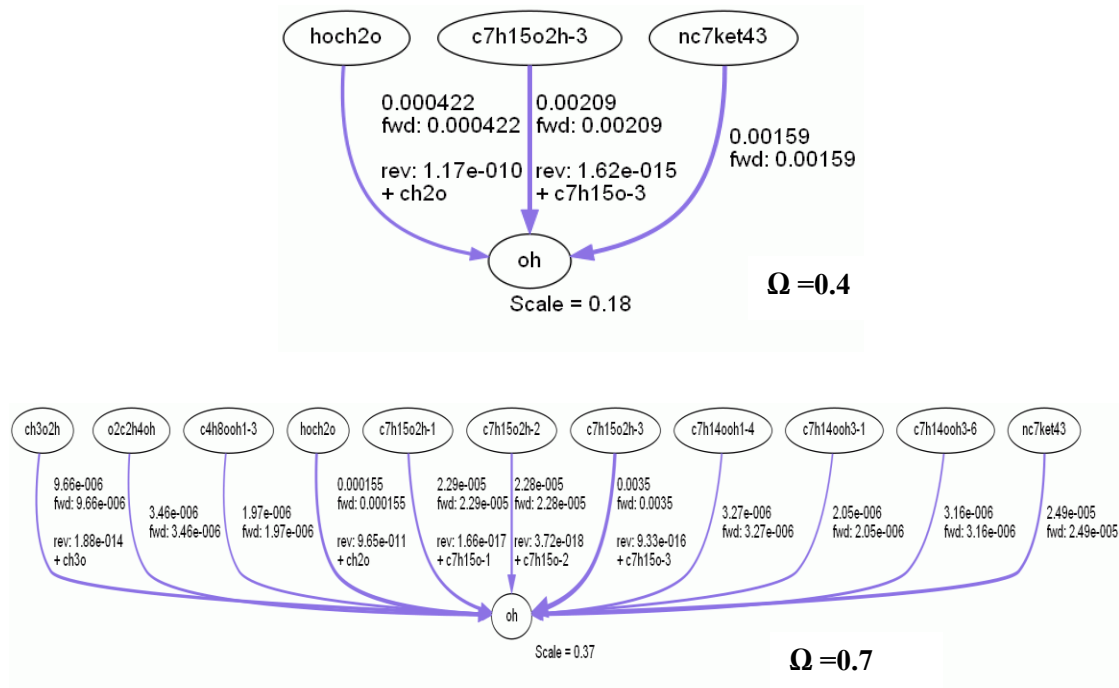 hoch2o c7h15o2h-3 nc7ket43
0.000422
fwd: 0.000422
rev: 1.17e-010
+ ch2o
0.00209
fwd: 0.00209
rev: 1.62e-015
+ c7h15o-3
0.00159
fwd: 0.00159
oh
Scale = 0.18
Ω =0.4
ch3o2h o2c2h4oh c4h8ooh1-3 hoch2o c7h15o2h-1 c7h15o2h-2 c7h15o2h-3 c7h14ooh1-4 c7h14ooh3-1 c7h14ooh3-6 nc7ket43
9.66e-006
fwd: 9.66e-006
rev: 1.88e-014
+ ch3o
3.46e-006
fwd: 3.46e-006
1.97e-006
fwd: 1.97e-006
0.000155
fwd: 0.000155
rev: 9.65e-011
+ ch2o
2.29e-005
fwd: 2.29e-005
rev: 1.66e-017
+ c7h15o-1
2.28e-005
fwd: 2.28e-005
rev: 3.72e-018
+ c7h15o-2
0.0035
fwd: 0.0035
rev: 9.33e-016
+ c7h15o-3
3.27e-006
fwd: 3.27e-006
2.05e-006
fwd: 2.05e-006
3.16e-006
fwd: 3.16e-006
2.49e-005
fwd: 2.49e-005
oh
Scale = 0.37
Ω =0.7